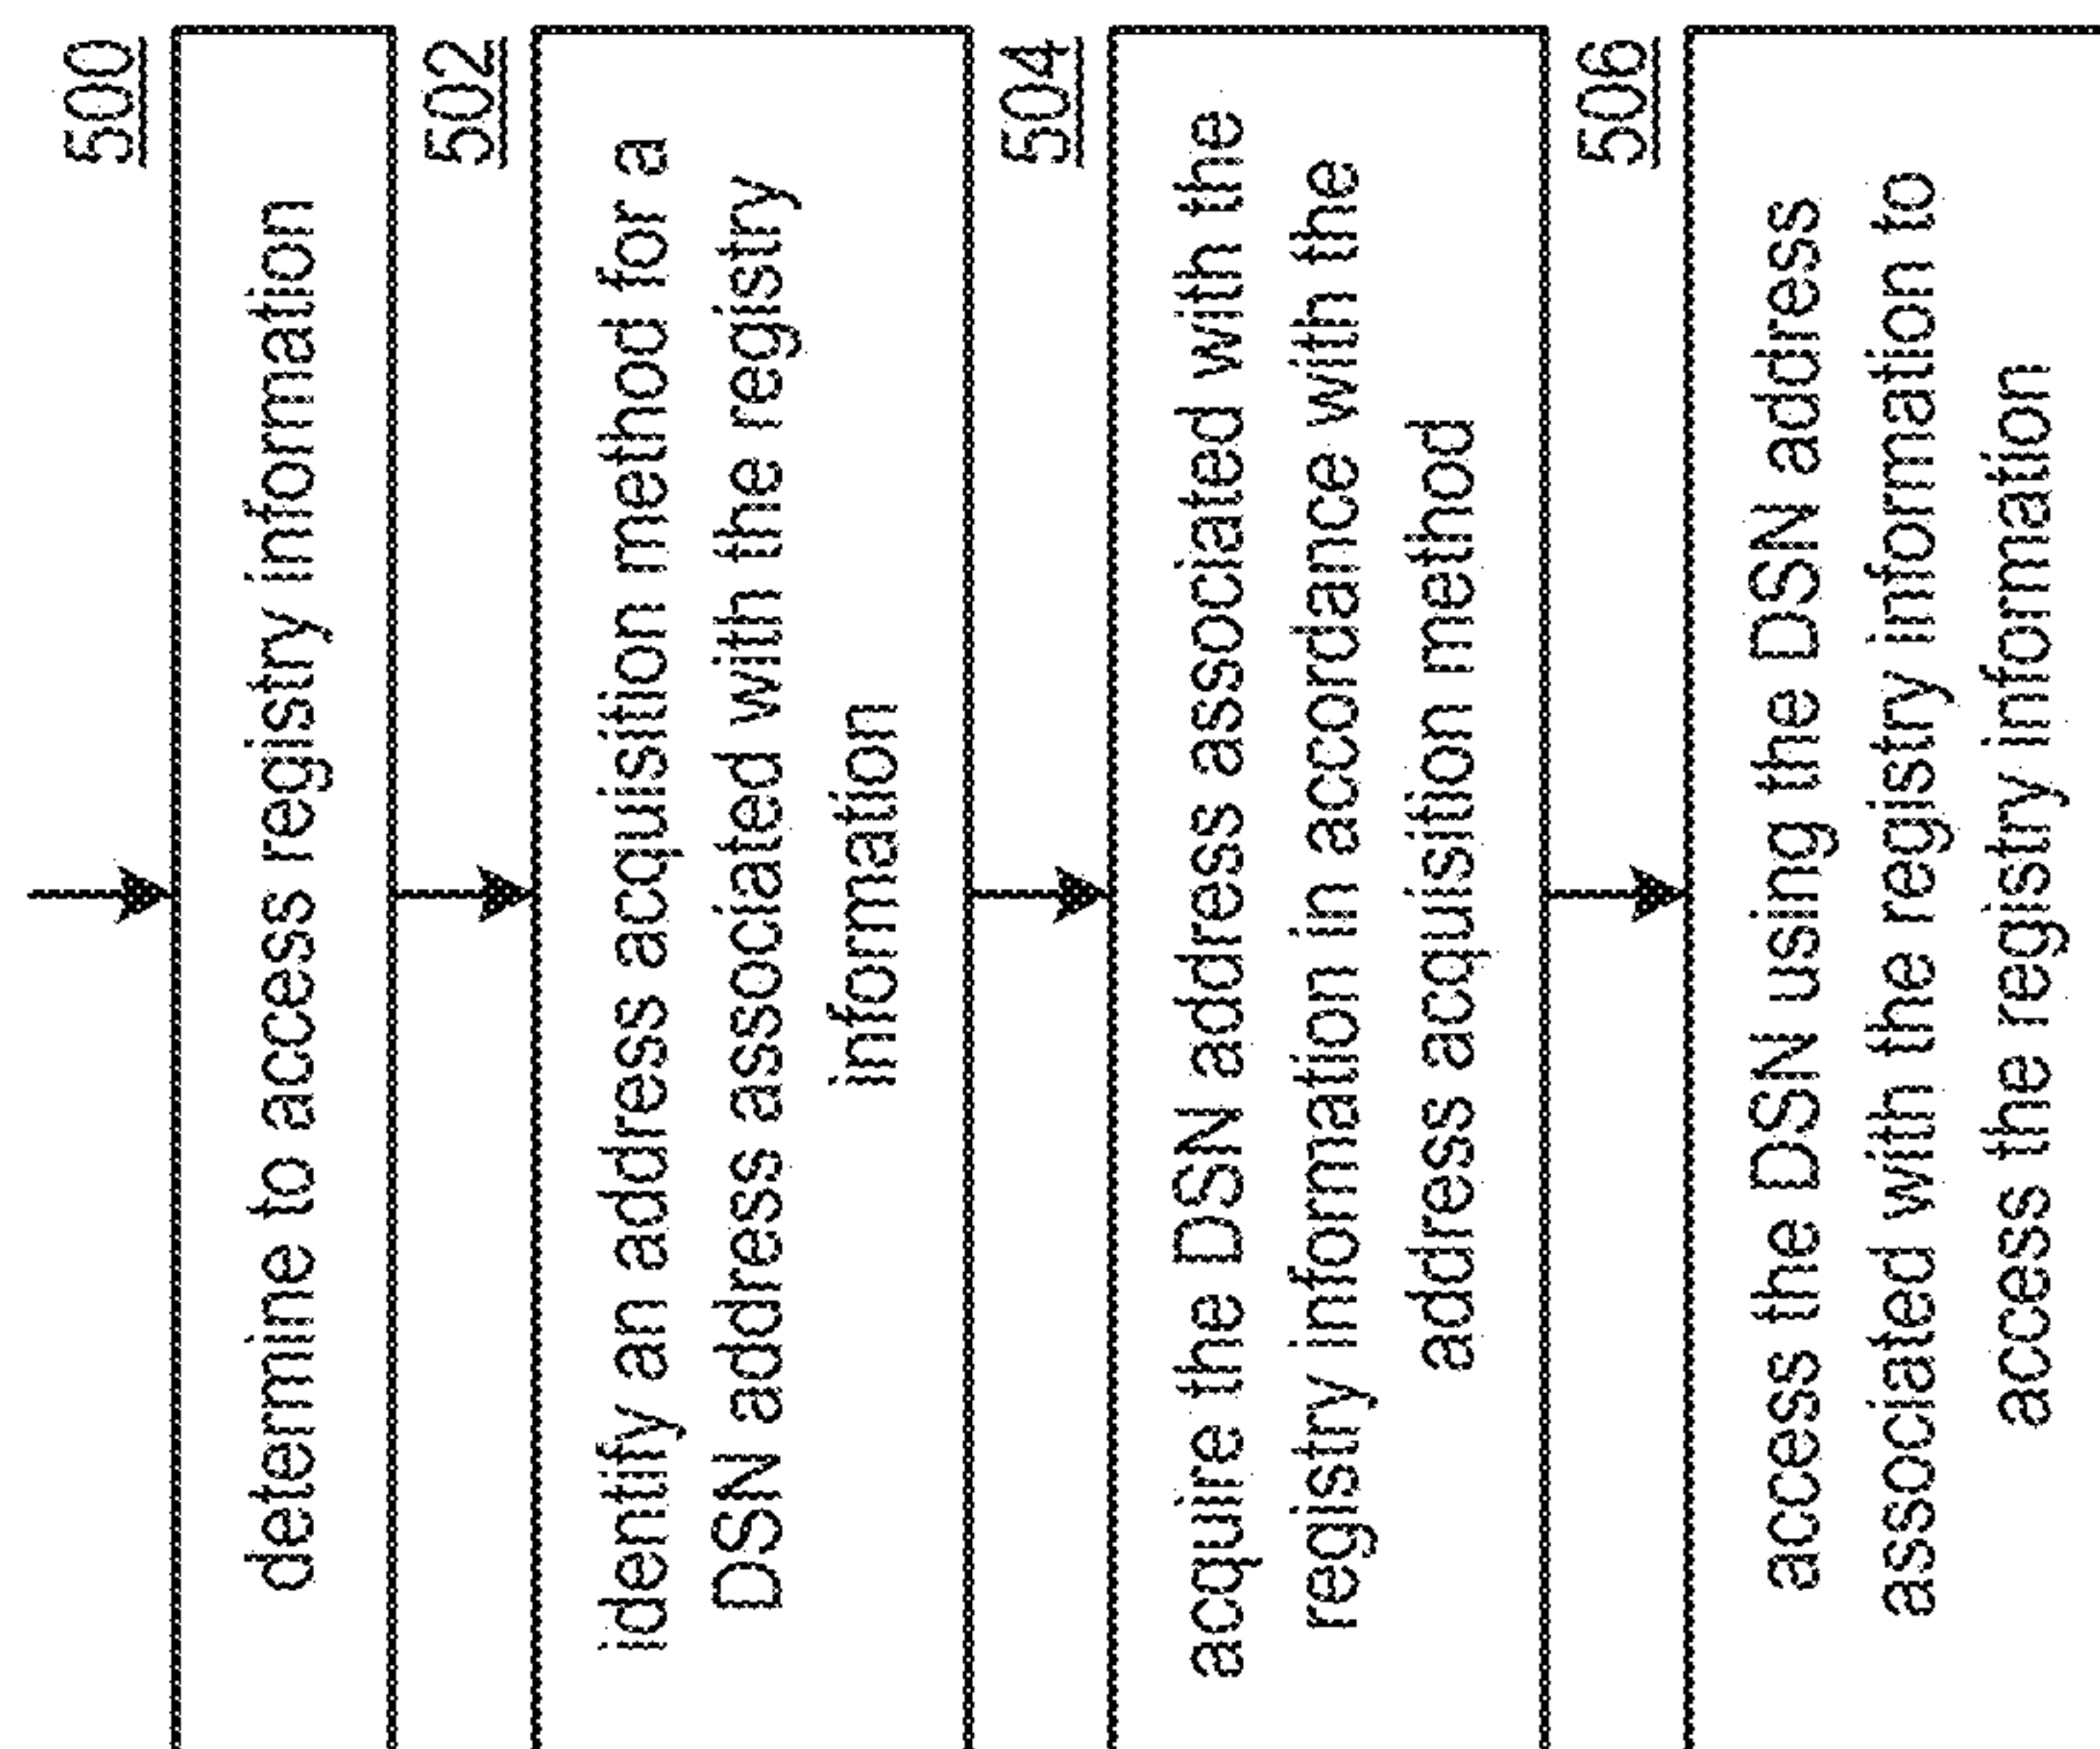 500
determine to access registry information
502
identify an address acquisition method for a
DSN address associated with the registry
information
504
acquire the DSN address associated with the
registry information in accordance with the
address acquisition method
506
access the DSN using the DSN address
associated with the registry information to
access the registry information